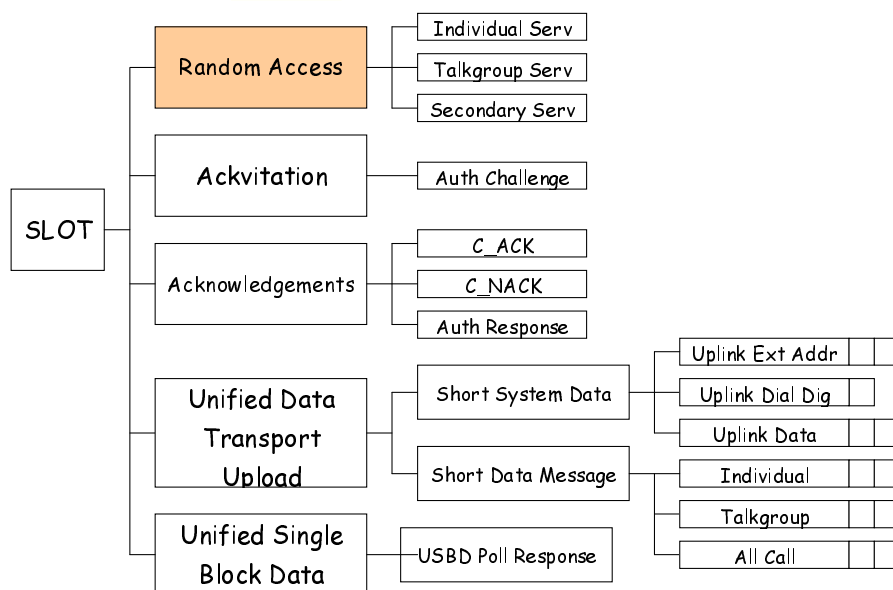 SLOT
Random Access
Individual Serv
Talkgroup Serv
Secondary Serv
Ackvitation
Auth Challenge
Acknowledgements
C_ACK
C_NACK
Auth Response
Unified Data
Transport
Upload
Short System Data
Uplink Ext Addr
Uplink Dial Dig
Uplink Data
Short Data Message
Individual
Talkgroup
All Call
Unified Single
Block Data
USBD Poll Response